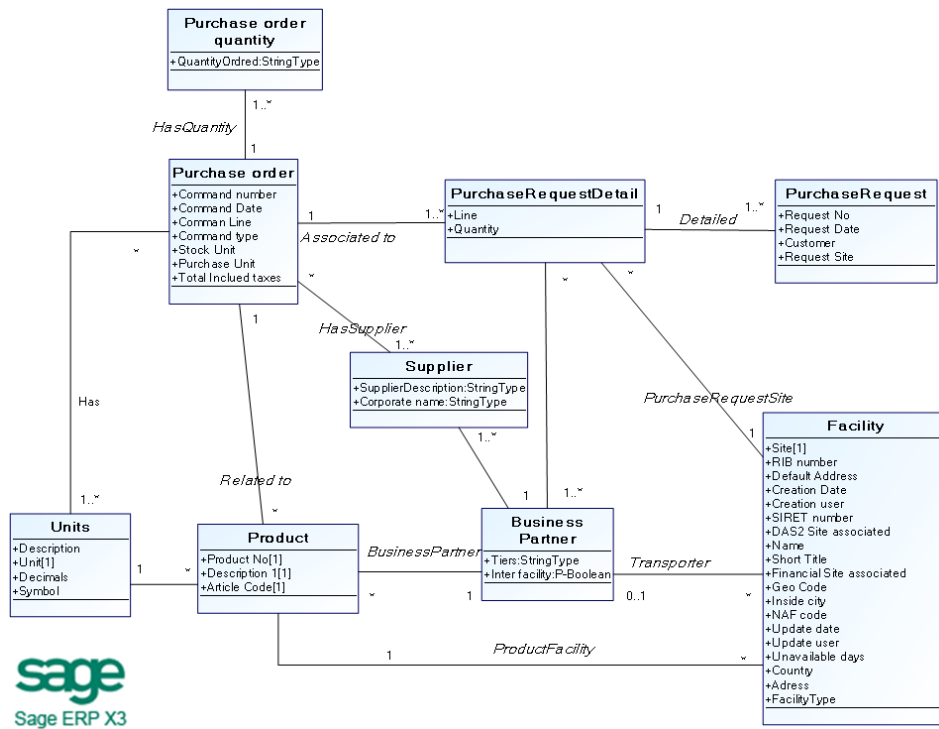 Purchase order
quantity
+QuantityOrdred:StringType
1..*
HasQuantity
1
Purchase order
+Command number
+Command Date
+Comman Line
+Command type
+Stock Unit
+Purchase Unit
+Total Inclued taxes
1
1..*
Associated to
PurchaseRequestDetail
+Line
+Quantity
1
1..*
Detailed
PurchaseRequest
+Request No
+Request Date
+Customer
+Request Site
*
*
HasSupplier
1..*
Supplier
+SupplierDescription:StringType
+Corporate name:StringType
1..*
1
*
1..*
*
PurchaseRequestSite
1
Has
1..*
1
Related to
*
Units
+Description
+Unit[1]
+Decimals
+Symbol
1
*
Product
+Product No[1]
+Description 1[1]
+Article Code[1]
BusinessPartner
*
1
Business
Partner
+Tiers:StringType
+Inter facility:P-Boolean
Transporter
0..1
*
ProductFacility
1
*
Facility
+Site[1]
+RIB number
+Default Address
+Creation Date
+Creation user
+SIRET number
+DAS2 Site associated
+Name
+Short Title
+Financial Site associated
+Geo Code
+Inside city
+NAF code
+Update date
+Update user
+Unavailable days
+Country
+Adress
+FacilityType
sage
Sage ERP X3